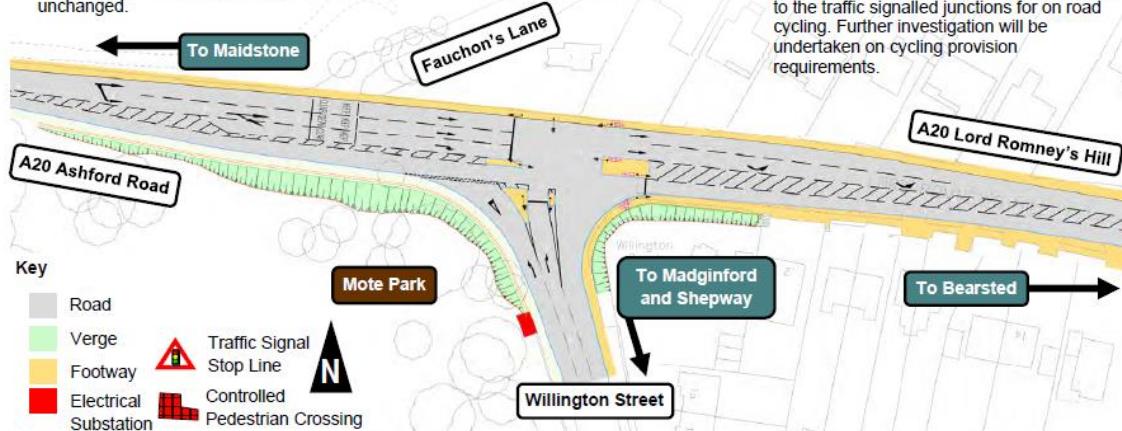 unchanged.
to the traffic signalled junctions for on road
cycling. Further investigation will be
undertaken on cycling provision
requirements.
To Maidstone
Fauchon's Lane
A20 Lord Romney's Hill
A20 Ashford Road
Willington
Mote Park
To Madginford
and Shepway
To Bearsted
Willington Street
Key
Road
Verge
Footway
Electrical
Substation
Traffic Signal
Stop Line
Controlled
Pedestrian Crossing
N